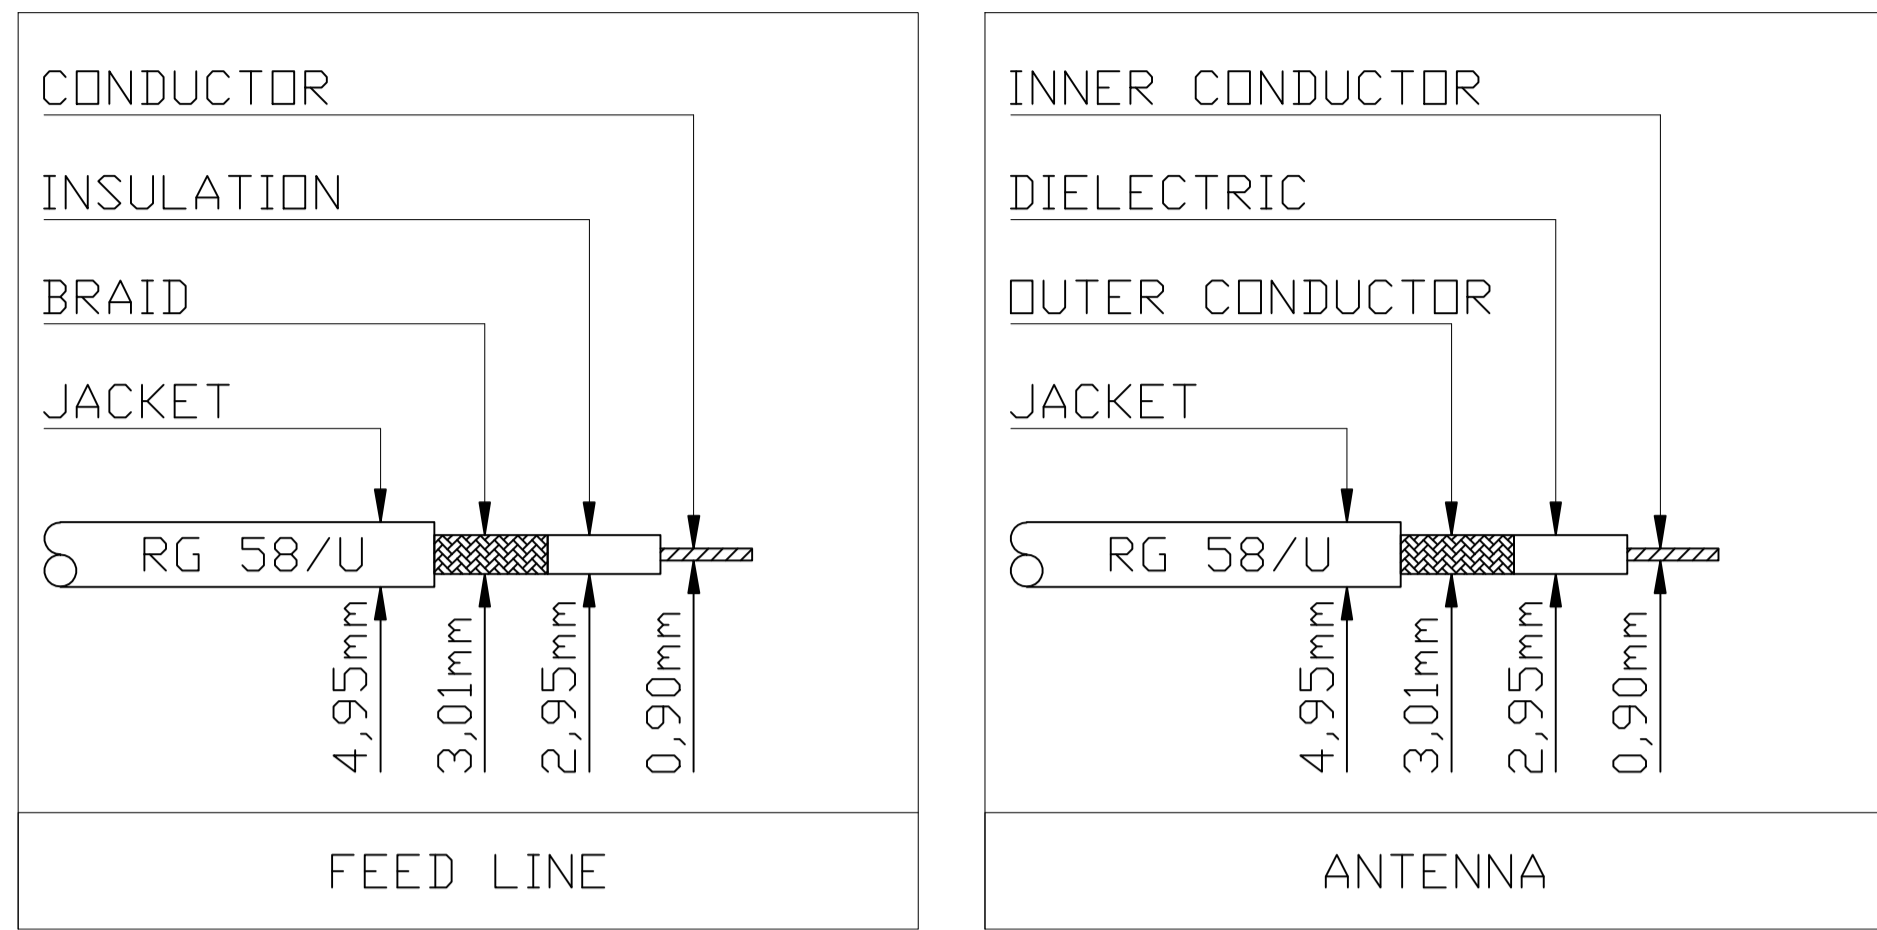 CONDUCTOR
INSULATION
BRAID
JACKET
RG 58/U
4,95mm
3,01mm
2,95mm
0,90mm
FEED LINE
INNER CONDUCTOR
DIELECTRIC
OUTER CONDUCTOR
JACKET
RG 58/U
4,95mm
3,01mm
2,95mm
0,90mm
ANTENNA